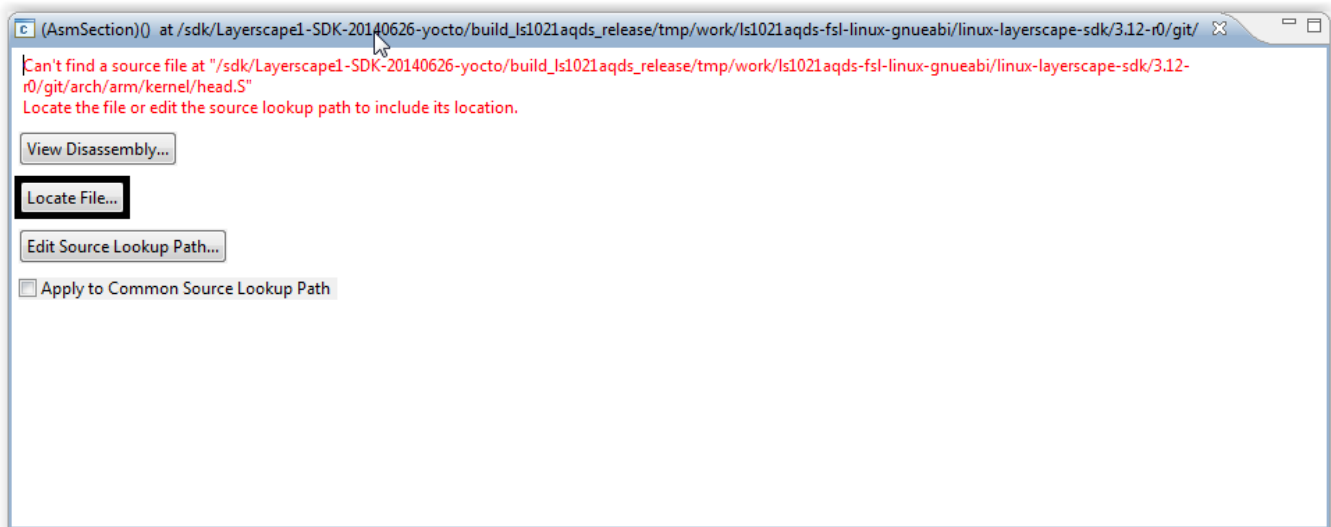 (AsmSection)() at /sdk/Layerscape1-SDK-20140626-yocto/build_ls1021aqds_release/tmp/work/ls1021aqds-fsl-linux-gnueabi/linux-layerscape-sdk/3.12-r0/git/
Can't find a source file at "/sdk/Layerscape1-SDK-20140626-yocto/build_ls1021aqds_release/tmp/work/ls1021aqds-fsl-linux-gnueabi/linux-layerscape-sdk/3.12-
r0/git/arch/arm/kernel/head.S"
Locate the file or edit the source lookup path to include its location.
View Disassembly...
Locate File...
Edit Source Lookup Path...
Apply to Common Source Lookup Path